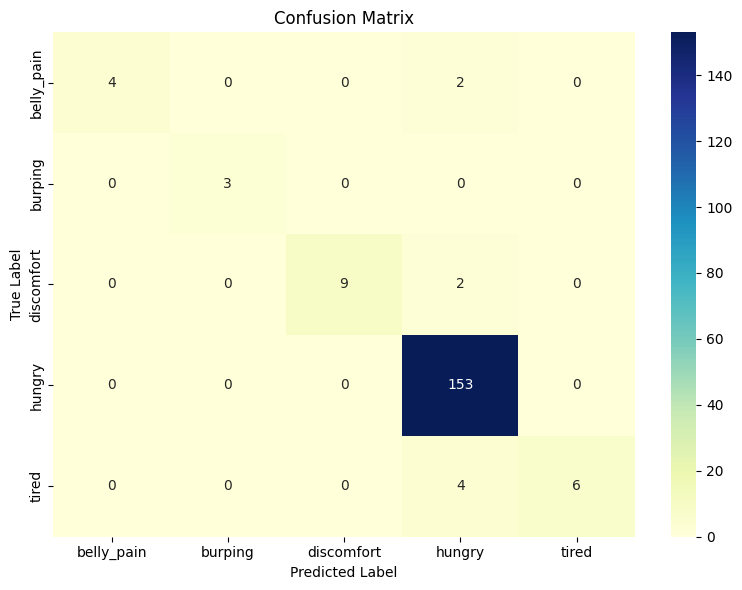 Confusion Matrix
True Label
belly_pain
4 0 0 2 0
burping
0 3 0 0 0
discomfort
0 0 9 2 0
hungry
0 0 0 153 0
tired
0 0 0 4 6
belly_pain burping discomfort hungry tired
Predicted Label
140
120
100
80
60
40
20
0